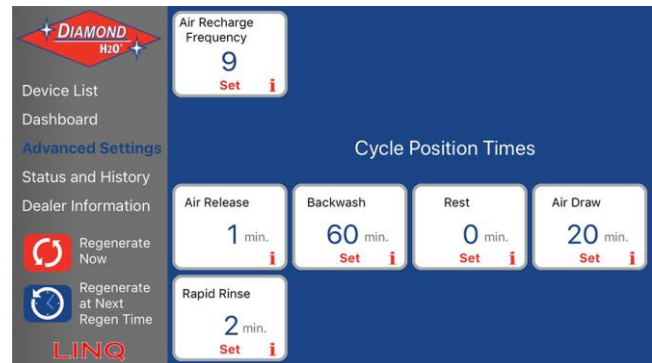 DIAMOND
H2O®
Device List
Dashboard
Advanced Settings
Status and History
Dealer Information
Regenerate
Now
Regenerate
at Next
Regen Time
LINQ
Air Recharge
Frequency
9
Set i
Cycle Position Times
Air Release
1 min.
i
Backwash
60 min.
Set i
Rest
0 min.
Set i
Air Draw
20 min.
Set i
Rapid Rinse
2 min.
Set i